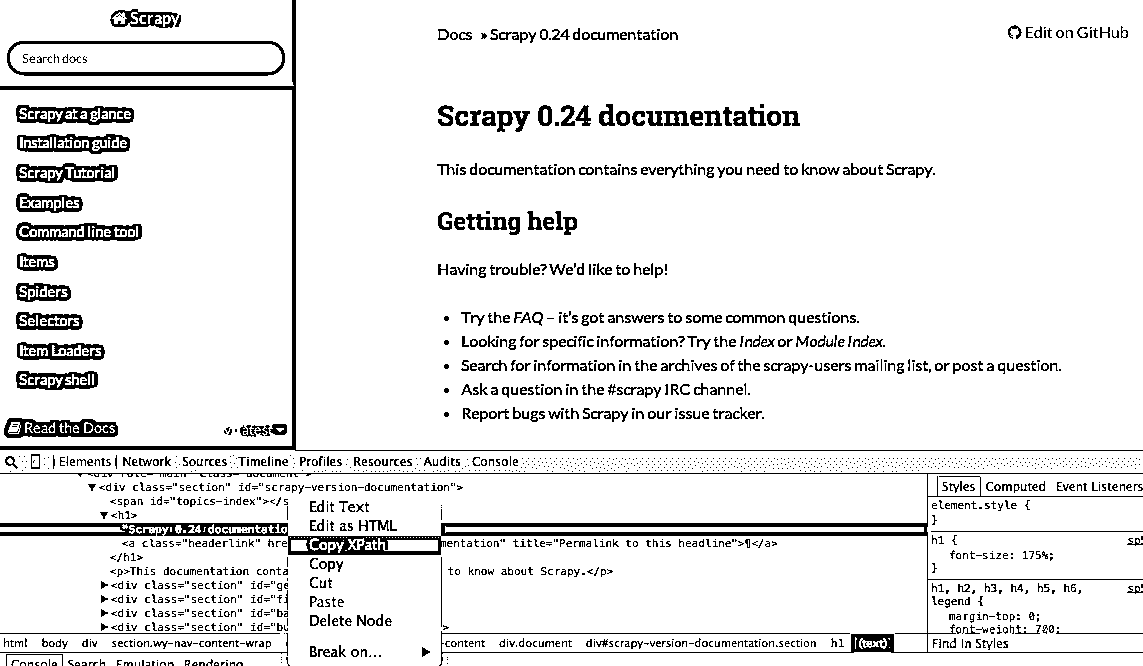 Scrapy
Search docs
Scrapy at a glance
Installation guide
Scrapy Tutorial
Examples
Command line tool
Items
Spiders
Selectors
Item Loaders
Scrapy shell
Read the Docs
Docs » Scrapy 0.24 documentation
Edit on GitHub
Scrapy 0.24 documentation
This documentation contains everything you need to know about Scrapy.
Getting help
Having trouble? We'd like to help!
• Try the FAQ – it's got answers to some common questions.
• Looking for specific information? Try the Index or Module Index.
• Search for information in the archives of the scrapy-users mailing list, or post a question.
• Ask a question in the #scrapy IRC channel.
• Report bugs with Scrapy in our issue tracker.
Elements Network Sources Timeline Profiles Resources Audits Console
▼<div class="section" id="scrapy-version-documentation">
<span id="topics-index"></s
▼<h1>
"Scrapy 0.24 documentatio
<a class="headerlink" hre mentation" title="Permalink to this headline">¶</a>
</h1>
<p>This documentation conta to know about Scrapy.</p>
▶<div class="section" id="ge
▶<div class="section" id="fi
▶<div class="section" id="ba
▶<div class="section" id="bu >
Edit Text
Edit as HTML
Copy XPath
Copy
Cut
Paste
Delete Node
Break on... ▶
html body div section.wy-nav-content-wrap content div.document div#scrapy-version-documentation.section h1 (text)
Console Search Emulation Rendering
Styles Computed Event Listeners
element.style {
}
h1 {
font-size: 175%;
}
h1, h2, h3, h4, h5, h6,
legend {
margin-top: 0;
font-weight: 700;
Find in Styles